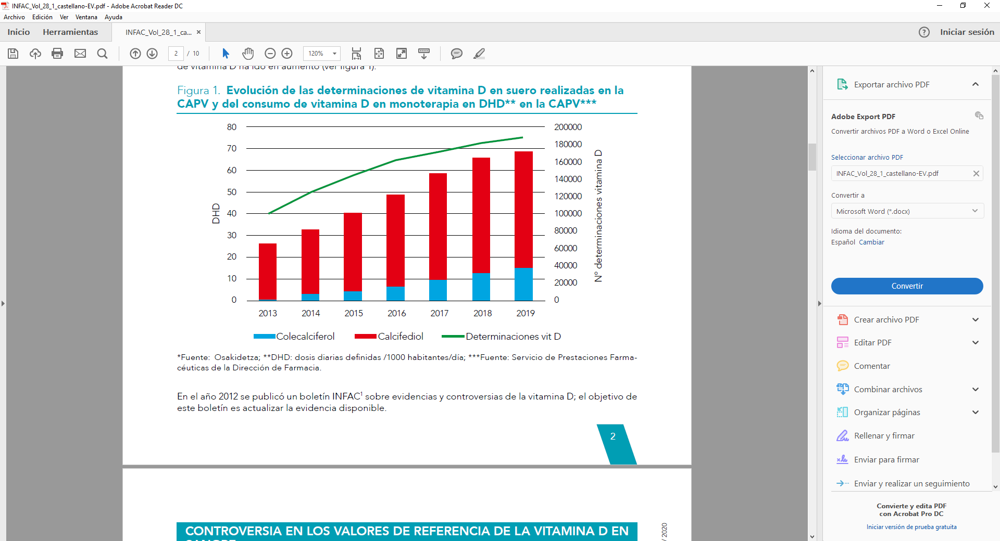 INFAC_Vol_28_1_castellano-EV.pdf - Adobe Acrobat Reader DC
Archivo Edición Ver Ventana Ayuda
Inicio Herramientas INFAC_Vol_28_1_ca... × ? Iniciar sesión
2 / 10 120%
de vitamina D ha ido en aumento (ver figura 1).
Figura 1. Evolución de las determinaciones de vitamina D en suero realizadas en la
CAPV y del consumo de vitamina D en monoterapia en DHD** en la CAPV***
80
70
60
50
40
30
20
10
0
DHD
200000
180000
160000
140000
120000
100000
80000
60000
40000
20000
0
N° determinaciones vitamina D
2013 2014 2015 2016 2017 2018 2019
Colecalciferol Calcifediol Determinaciones vit D
*Fuente: Osakidetza; **DHD: dosis diarias definidas /1000 habitantes/día; ***Fuente: Servicio de Prestaciones Farma-
céuticas de la Dirección de Farmacia.
En el año 2012 se publicó un boletín INFAC1 sobre evidencias y controversias de la vitamina D; el objetivo de
este boletín es actualizar la evidencia disponible.
2
CONTROVERSIA EN LOS VALORES DE REFERENCIA DE LA VITAMINA D EN
SANGRE
/ 2020
Exportar archivo PDF
Adobe Export PDF
Convertir archivos PDF a Word o Excel Online
Seleccionar archivo PDF
INFAC_Vol_28_1_castellano-EV.pdf
Convertir a
Microsoft Word (*.docx)
Idioma del documento:
Español Cambiar
Convertir
Crear archivo PDF
Editar PDF
Comentar
Combinar archivos
Organizar páginas
Rellenar y firmar
Enviar para firmar
Enviar y realizar un seguimiento
Convierte y edita PDF
con Acrobat Pro DC
Iniciar versión de prueba gratuita